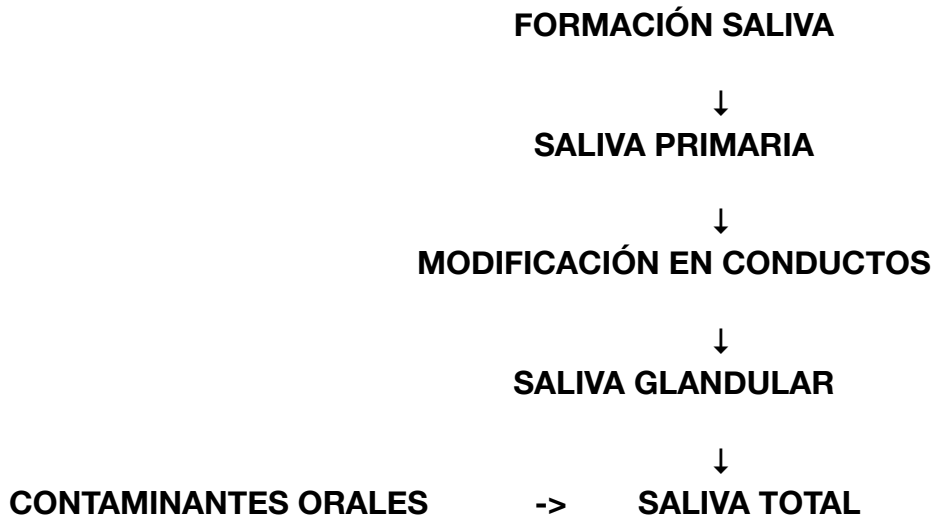 FORMACIÓN SALIVA
↓
SALIVA PRIMARIA
↓
MODIFICACIÓN EN CONDUCTOS
↓
SALIVA GLANDULAR
↓
CONTAMINANTES ORALES -> SALIVA TOTAL